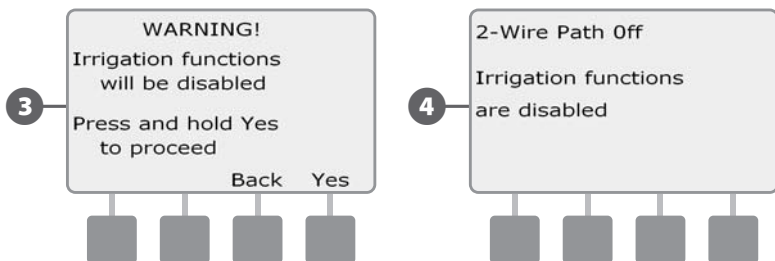 3
WARNING!
Irrigation functions
will be disabled
Press and hold Yes
to proceed
Back Yes
4
2-Wire Path Off
Irrigation functions
are disabled